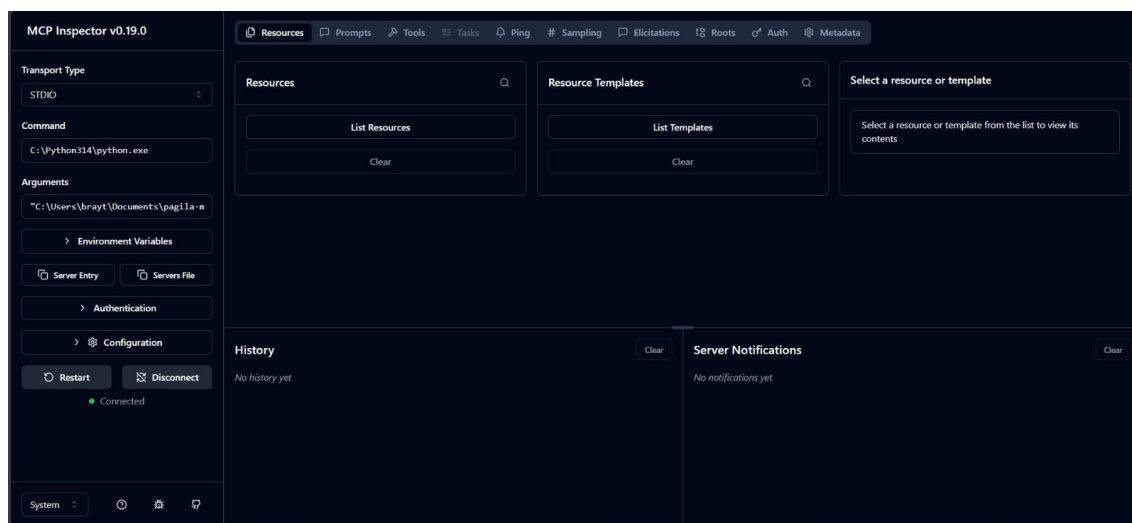 MCP Inspector v0.19.0
Resources Prompts Tools Tasks Ping # Sampling Elicitations Roots Auth Metadata
Transport Type
STDIO
Command
C:\Python314\python.exe
Arguments
"C:\Users\brayt\Documents\pagila-m
> Environment Variables
Server Entry Servers File
> Authentication
> Configuration
Restart Disconnect
Connected
System
Resources
List Resources
Clear
Resource Templates
List Templates
Clear
Select a resource or template
Select a resource or template from the list to view its
contents
History Clear
No history yet
Server Notifications Clear
No notifications yet